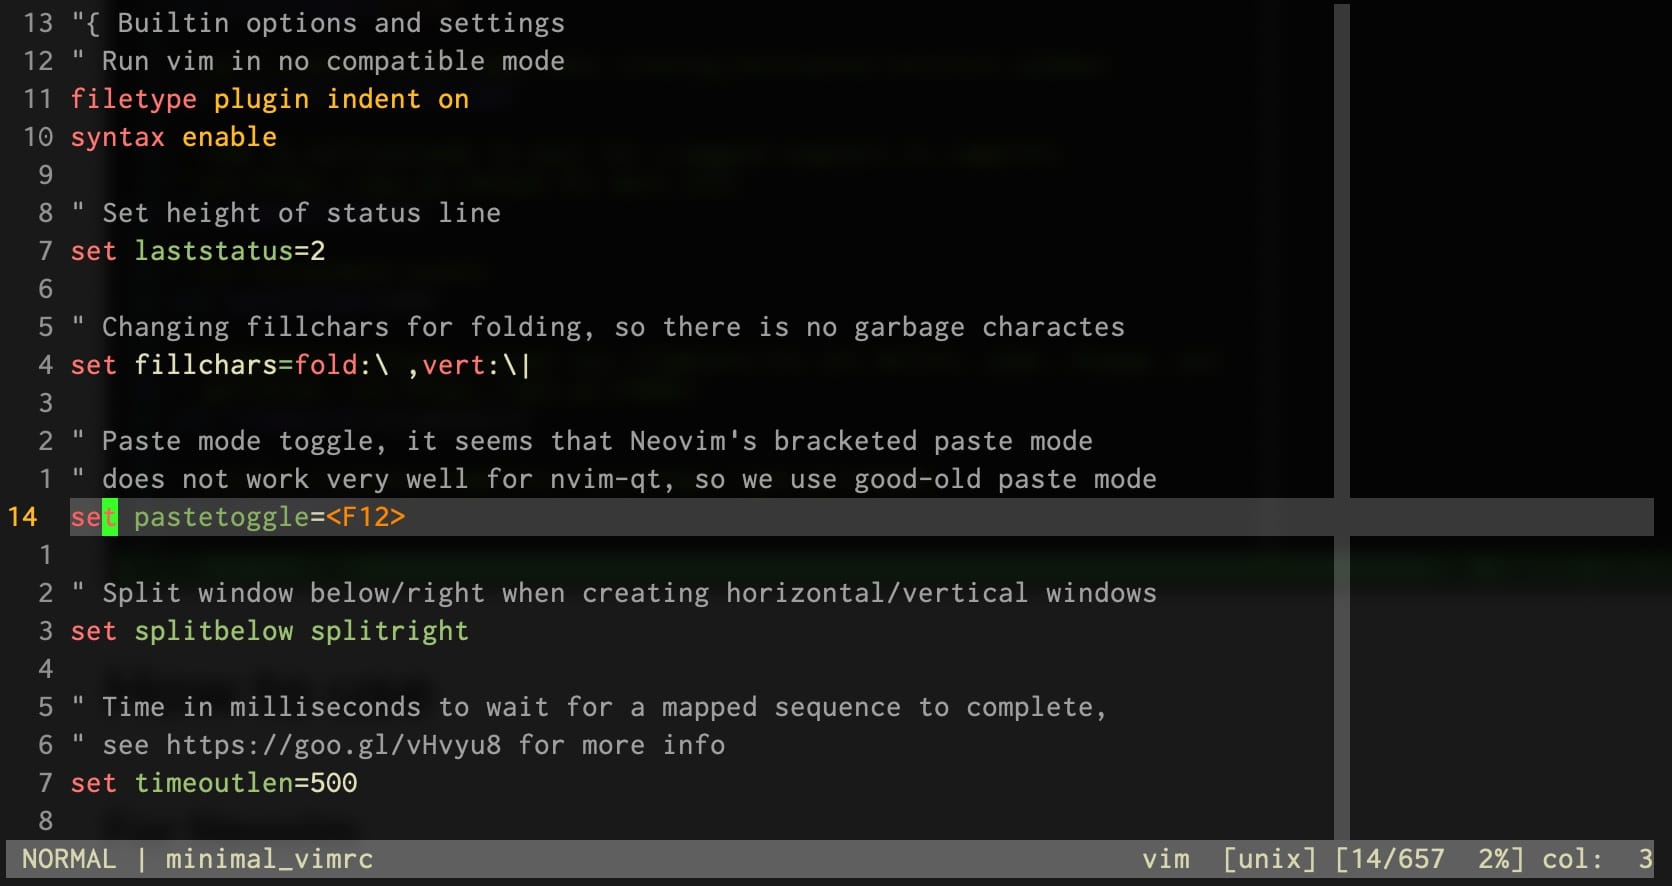 13 "{ Builtin options and settings
12 " Run vim in no compatible mode
11 filetype plugin indent on
10 syntax enable
9
8 " Set height of status line
7 set laststatus=2
6
5 " Changing fillchars for folding, so there is no garbage charactes
4 set fillchars=fold:\ ,vert:\|
3
2 " Paste mode toggle, it seems that Neovim's bracketed paste mode
1 " does not work very well for nvim-qt, so we use good-old paste mode
14 set pastetoggle=<F12>
1
2 " Split window below/right when creating horizontal/vertical windows
3 set splitbelow splitright
4
5 " Time in milliseconds to wait for a mapped sequence to complete,
6 " see https://goo.gl/vHvyu8 for more info
7 set timeoutlen=500
8
NORMAL | minimal_vimrc vim [unix] [14/657 2%] col: 3